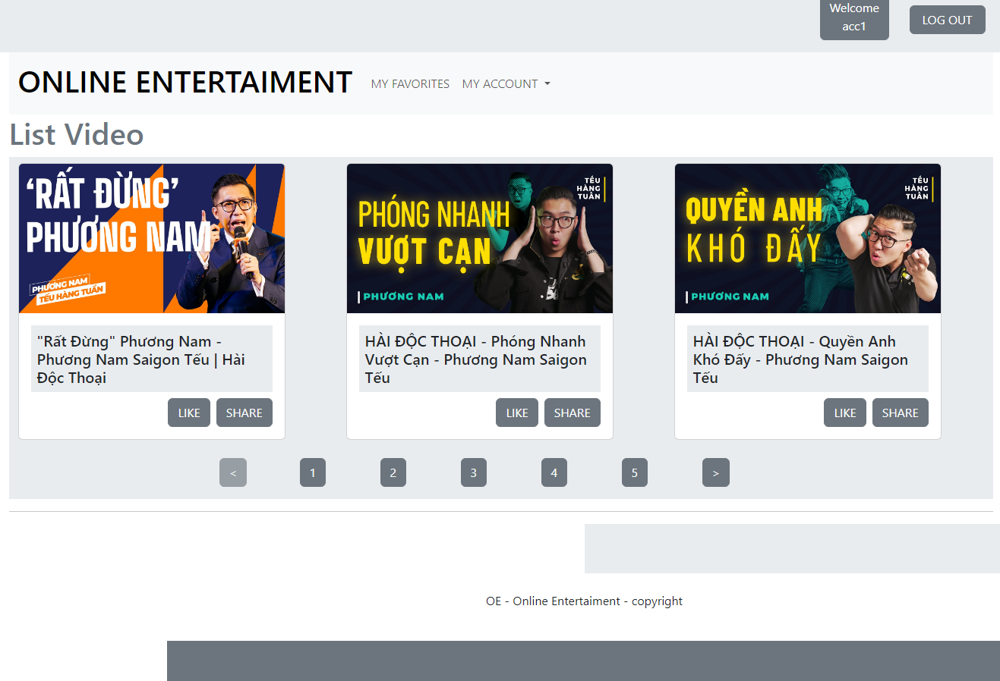 Welcome
acc1
LOG OUT
ONLINE ENTERTAIMENT
MY FAVORITES
MY ACCOUNT
List Video
‘RẤT ĐỪNG’
PHƯƠNG NAM
PHƯƠNG NAM
TẾU HÀNG TUẦN
"Rất Đừng" Phương Nam -
Phương Nam Saigon Tếu | Hài
Độc Thoại
LIKE
SHARE
TẾU
HÀNG
TUẦN
PHÓNG NHANH
VƯỢT CẠN
PHƯƠNG NAM
HÀI ĐỘC THOẠI - Phóng Nhanh
Vượt Cạn - Phương Nam Saigon
Tếu
LIKE
SHARE
TẾU
HÀNG
TUẦN
QUYỀN ANH
KHÓ ĐẤY
PHƯƠNG NAM
HÀI ĐỘC THOẠI - Quyền Anh
Khó Đấy - Phương Nam Saigon
Tếu
LIKE
SHARE
< 1 2 3 4 5 >
OE - Online Entertaiment - copyright